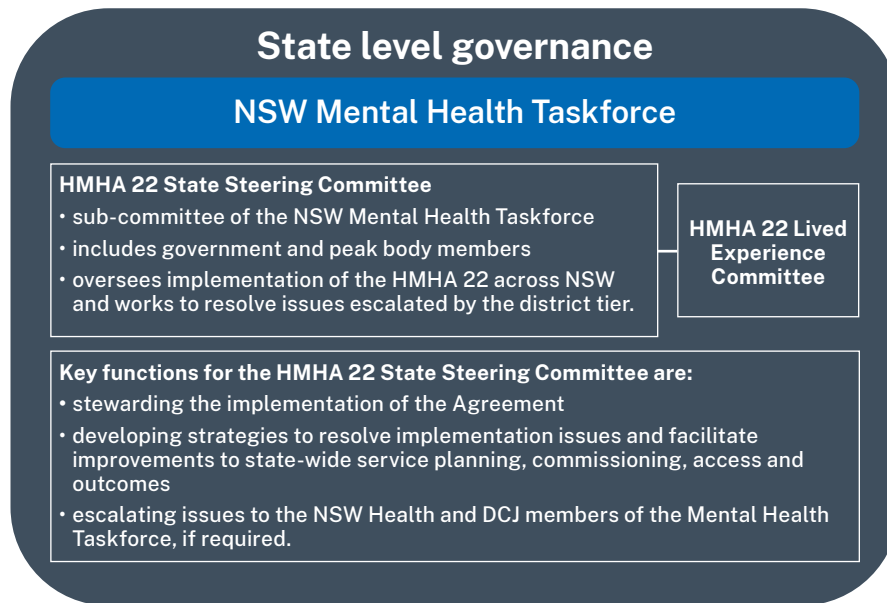 State level governance
NSW Mental Health Taskforce
HMHA 22 State Steering Committee
• sub-committee of the NSW Mental Health Taskforce
• includes government and peak body members
• oversees implementation of the HMHA 22 across NSW
and works to resolve issues escalated by the district tier.
HMHA 22 Lived
Experience
Committee
Key functions for the HMHA 22 State Steering Committee are:
• stewarding the implementation of the Agreement
• developing strategies to resolve implementation issues and facilitate
improvements to state-wide service planning, commissioning, access and
outcomes
• escalating issues to the NSW Health and DCJ members of the Mental Health
Taskforce, if required.